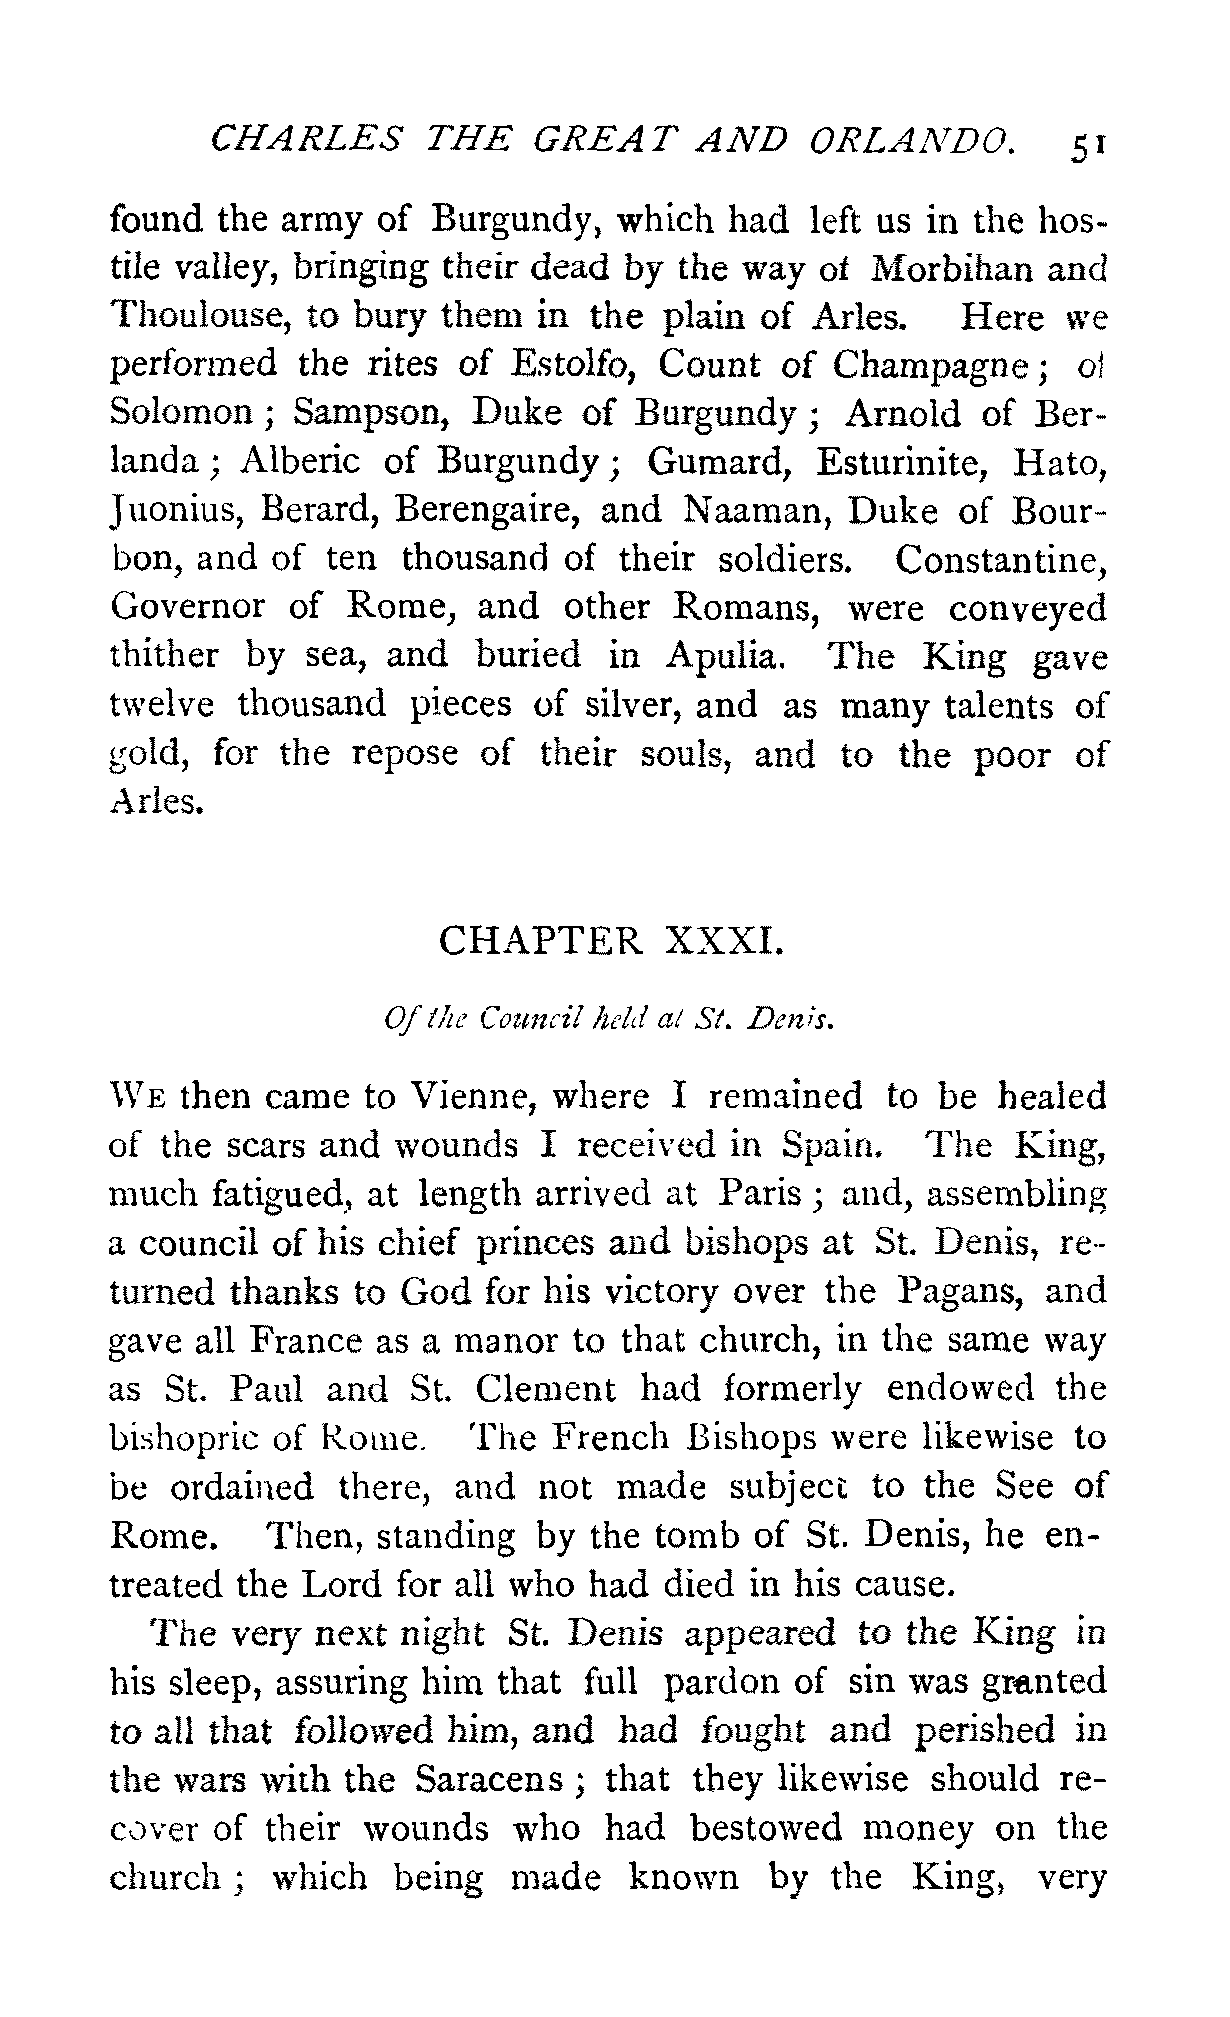 CHARLES THE GREAT AND ORLANDO. 51
found the army of Burgundy, which had left us in the hos-
tile valley, bringing their dead by the way of Morbihan and
Thoulouse, to bury them in the plain of Arles. Here we
performed the rites of Estolfo, Count of Champagne ; of
Solomon ; Sampson, Duke of Burgundy ; Arnold of Ber-
landa ; Alberic of Burgundy ; Gumard, Esturinite, Hato,
Juonius, Berard, Berengaire, and Naaman, Duke of Bour-
bon, and of ten thousand of their soldiers. Constantine,
Governor of Rome, and other Romans, were conveyed
thither by sea, and buried in Apulia. The King gave
twelve thousand pieces of silver, and as many talents of
gold, for the repose of their souls, and to the poor of
Arles.
CHAPTER XXXI.
Of the Council held at St. Denis.
WE then came to Vienne, where I remained to be healed
of the scars and wounds I received in Spain. The King,
much fatigued, at length arrived at Paris ; and, assembling
a council of his chief princes and bishops at St. Denis, re-
turned thanks to God for his victory over the Pagans, and
gave all France as a manor to that church, in the same way
as St. Paul and St. Clement had formerly endowed the
bishopric of Rome. The French Bishops were likewise to
be ordained there, and not made subject to the See of
Rome. Then, standing by the tomb of St. Denis, he en-
treated the Lord for all who had died in his cause.
The very next night St. Denis appeared to the King in
his sleep, assuring him that full pardon of sin was granted
to all that followed him, and had fought and perished in
the wars with the Saracens ; that they likewise should re-
cover of their wounds who had bestowed money on the
church ; which being made known by the King, very